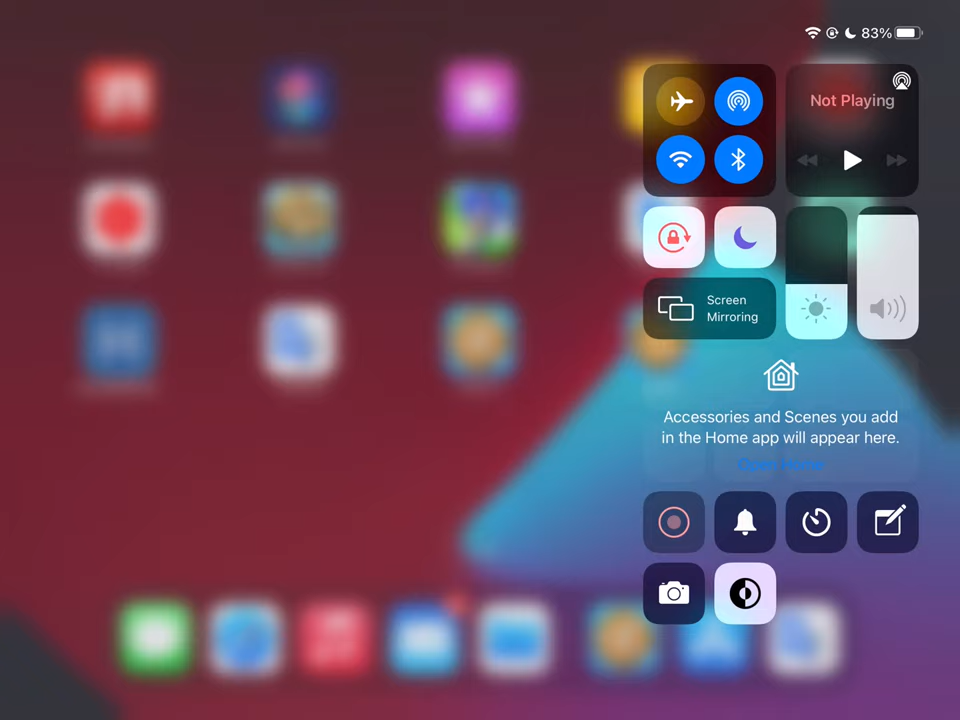 83%
Not Playing
Screen
Mirroring
Accessories and Scenes you add
in the Home app will appear here.
Open Home